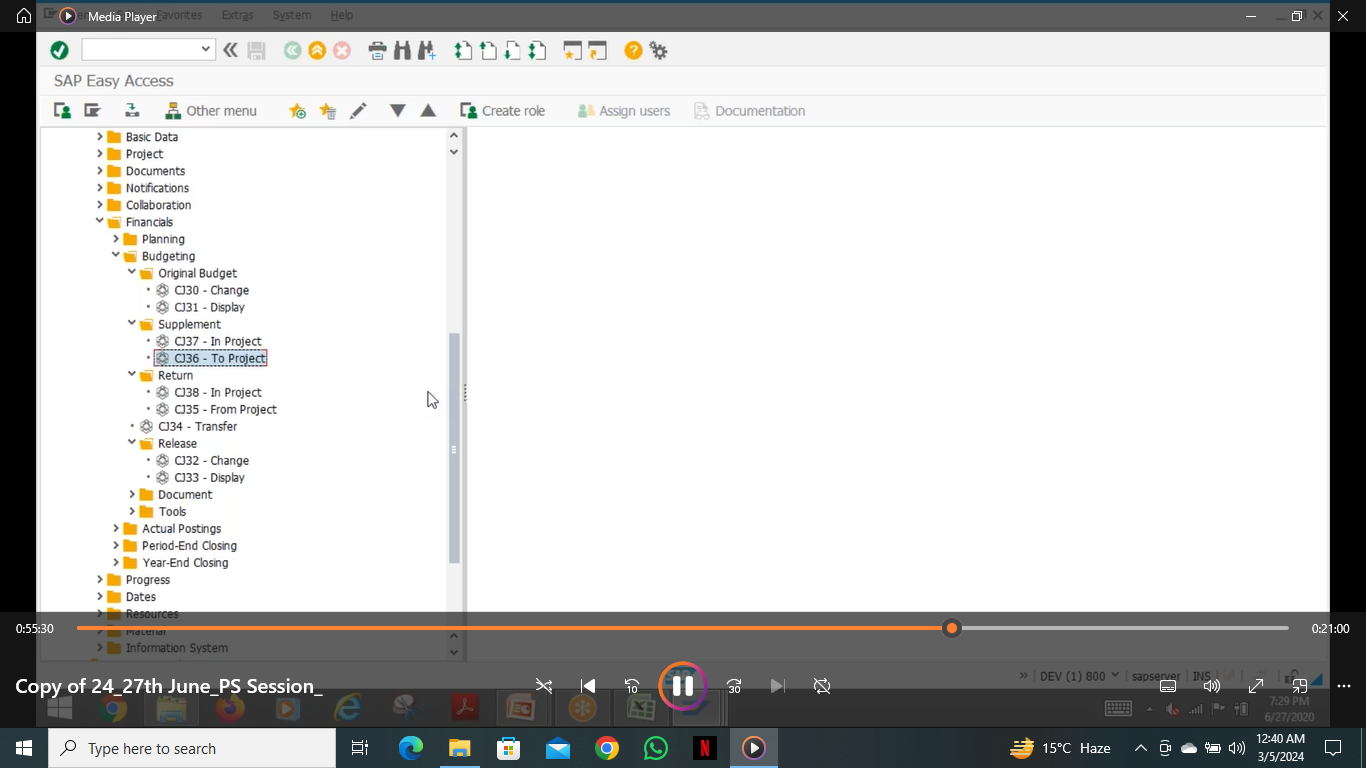 Media Player
Favorites Extras System Help
SAP Easy Access
Other menu Create role Assign users Documentation
Basic Data
Project
Documents
Notifications
Collaboration
Financials
Planning
Budgeting
Original Budget
CJ30 - Change
CJ31 - Display
Supplement
CJ37 - In Project
CJ36 - To Project
Return
CJ38 - In Project
CJ35 - From Project
CJ34 - Transfer
Release
CJ32 - Change
CJ33 - Display
Document
Tools
Actual Postings
Period-End Closing
Year-End Closing
Progress
Dates
Resources
Material
Information System
0:55:30 0:21:00
DEV (1) 800 sapserver INS
Copy of 24_27th June_PS Session_ 10 30
7:29 PM
6/27/2020
Type here to search
15°C Haze
12:40 AM
3/5/2024